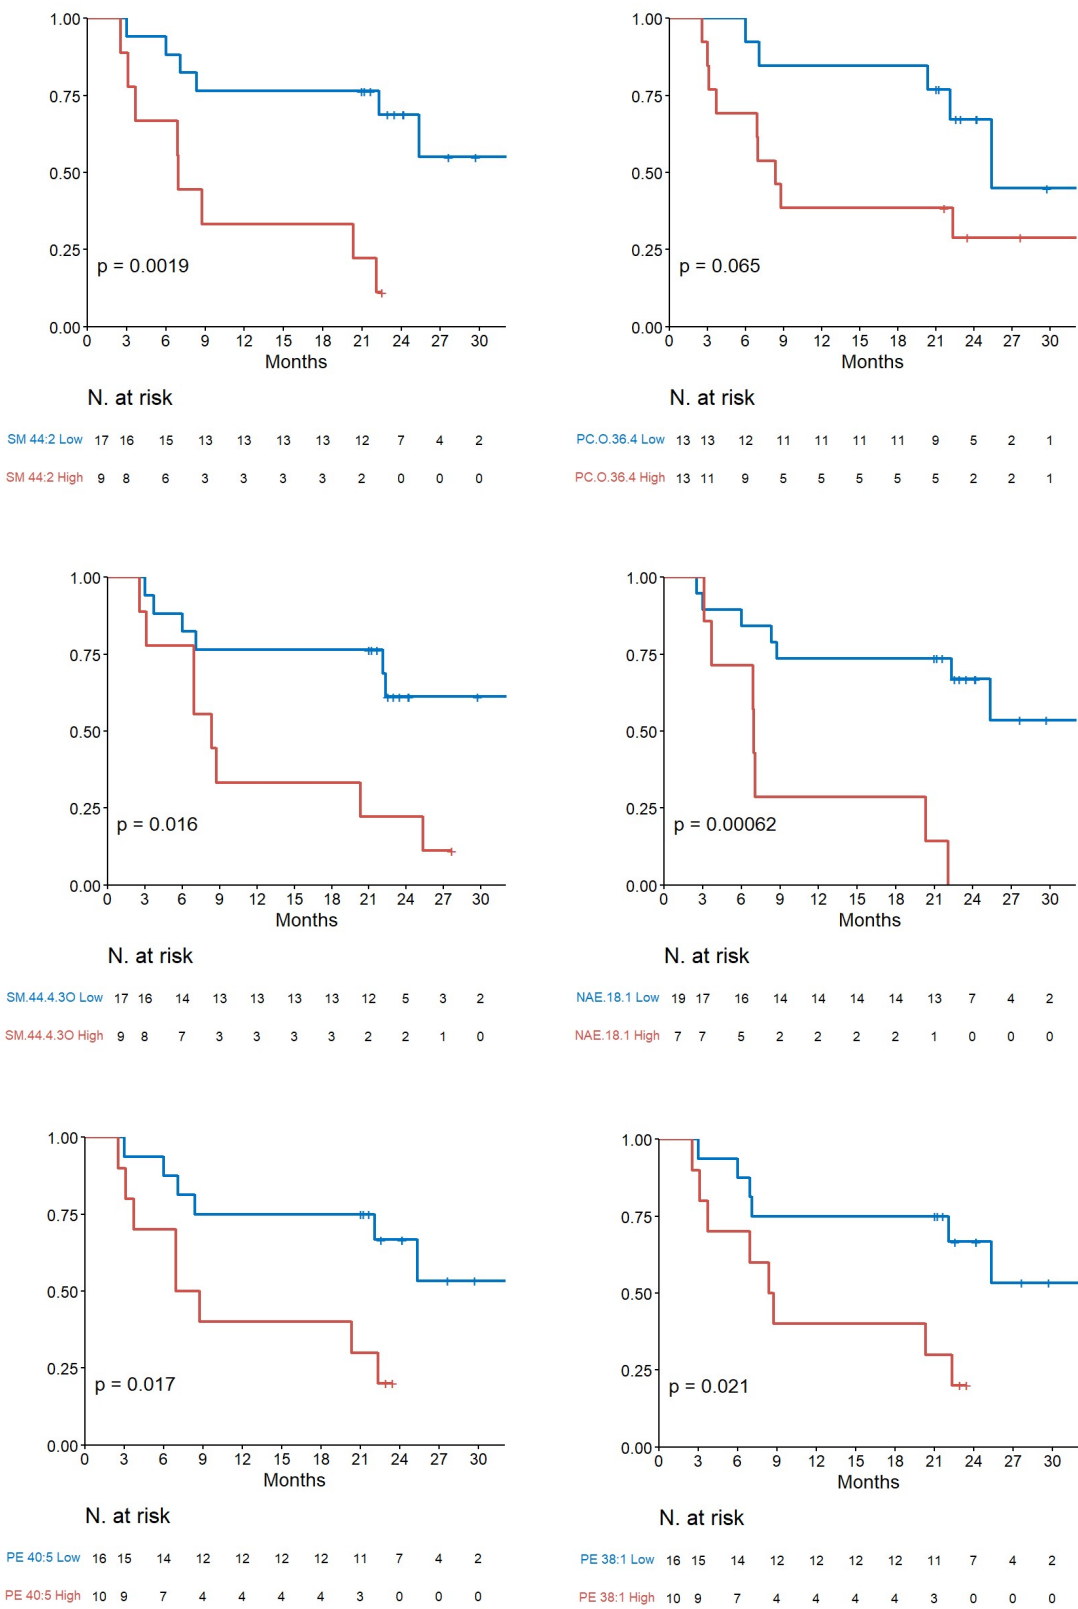 1.00
0.75
0.50
0.25
0.00
p = 0.0019
0 3 6 9 12 15 18 21 24 27 30
Months
N. at risk
SM 44:2 Low 17 16 15 13 13 13 13 12 7 4 2
SM 44:2 High 9 8 6 3 3 3 3 2 0 0 0
1.00
0.75
0.50
0.25
0.00
p = 0.065
0 3 6 9 12 15 18 21 24 27 30
Months
N. at risk
PC.O.36.4 Low 13 13 12 11 11 11 11 9 5 2 1
PC.O.36.4 High 13 11 9 5 5 5 5 5 2 2 1
1.00
0.75
0.50
0.25
0.00
p = 0.016
0 3 6 9 12 15 18 21 24 27 30
Months
N. at risk
SM.44.4.3O Low 17 16 14 13 13 13 13 12 5 3 2
SM.44.4.3O High 9 8 7 3 3 3 3 2 2 1 0
1.00
0.75
0.50
0.25
0.00
p = 0.00062
0 3 6 9 12 15 18 21 24 27 30
Months
N. at risk
NAE.18.1 Low 19 17 16 14 14 14 14 13 7 4 2
NAE.18.1 High 7 7 5 2 2 2 2 1 0 0 0
1.00
0.75
0.50
0.25
0.00
p = 0.017
0 3 6 9 12 15 18 21 24 27 30
Months
N. at risk
PE 40:5 Low 16 15 14 12 12 12 12 11 7 4 2
PE 40:5 High 10 9 7 4 4 4 4 3 0 0 0
1.00
0.75
0.50
0.25
0.00
p = 0.021
0 3 6 9 12 15 18 21 24 27 30
Months
N. at risk
PE 38:1 Low 16 15 14 12 12 12 12 11 7 4 2
PE 38:1 High 10 9 7 4 4 4 4 3 0 0 0